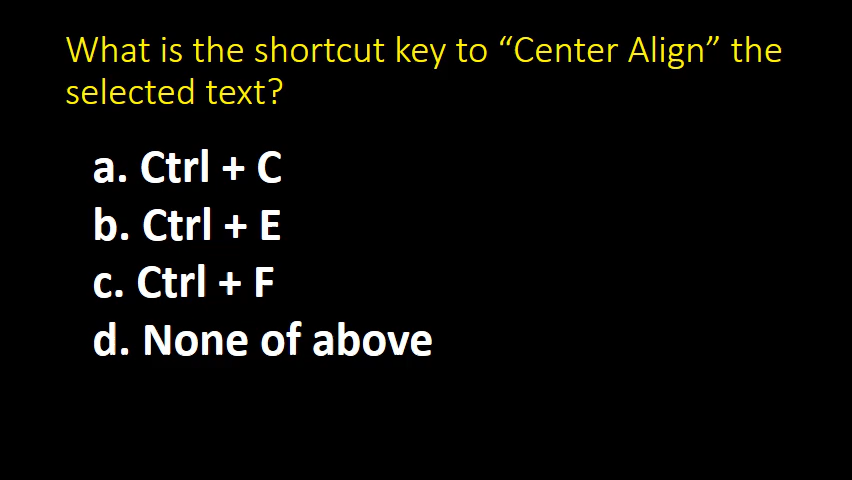 What is the shortcut key to “Center Align” the
selected text?
a. Ctrl + C
b. Ctrl + E
c. Ctrl + F
d. None of above